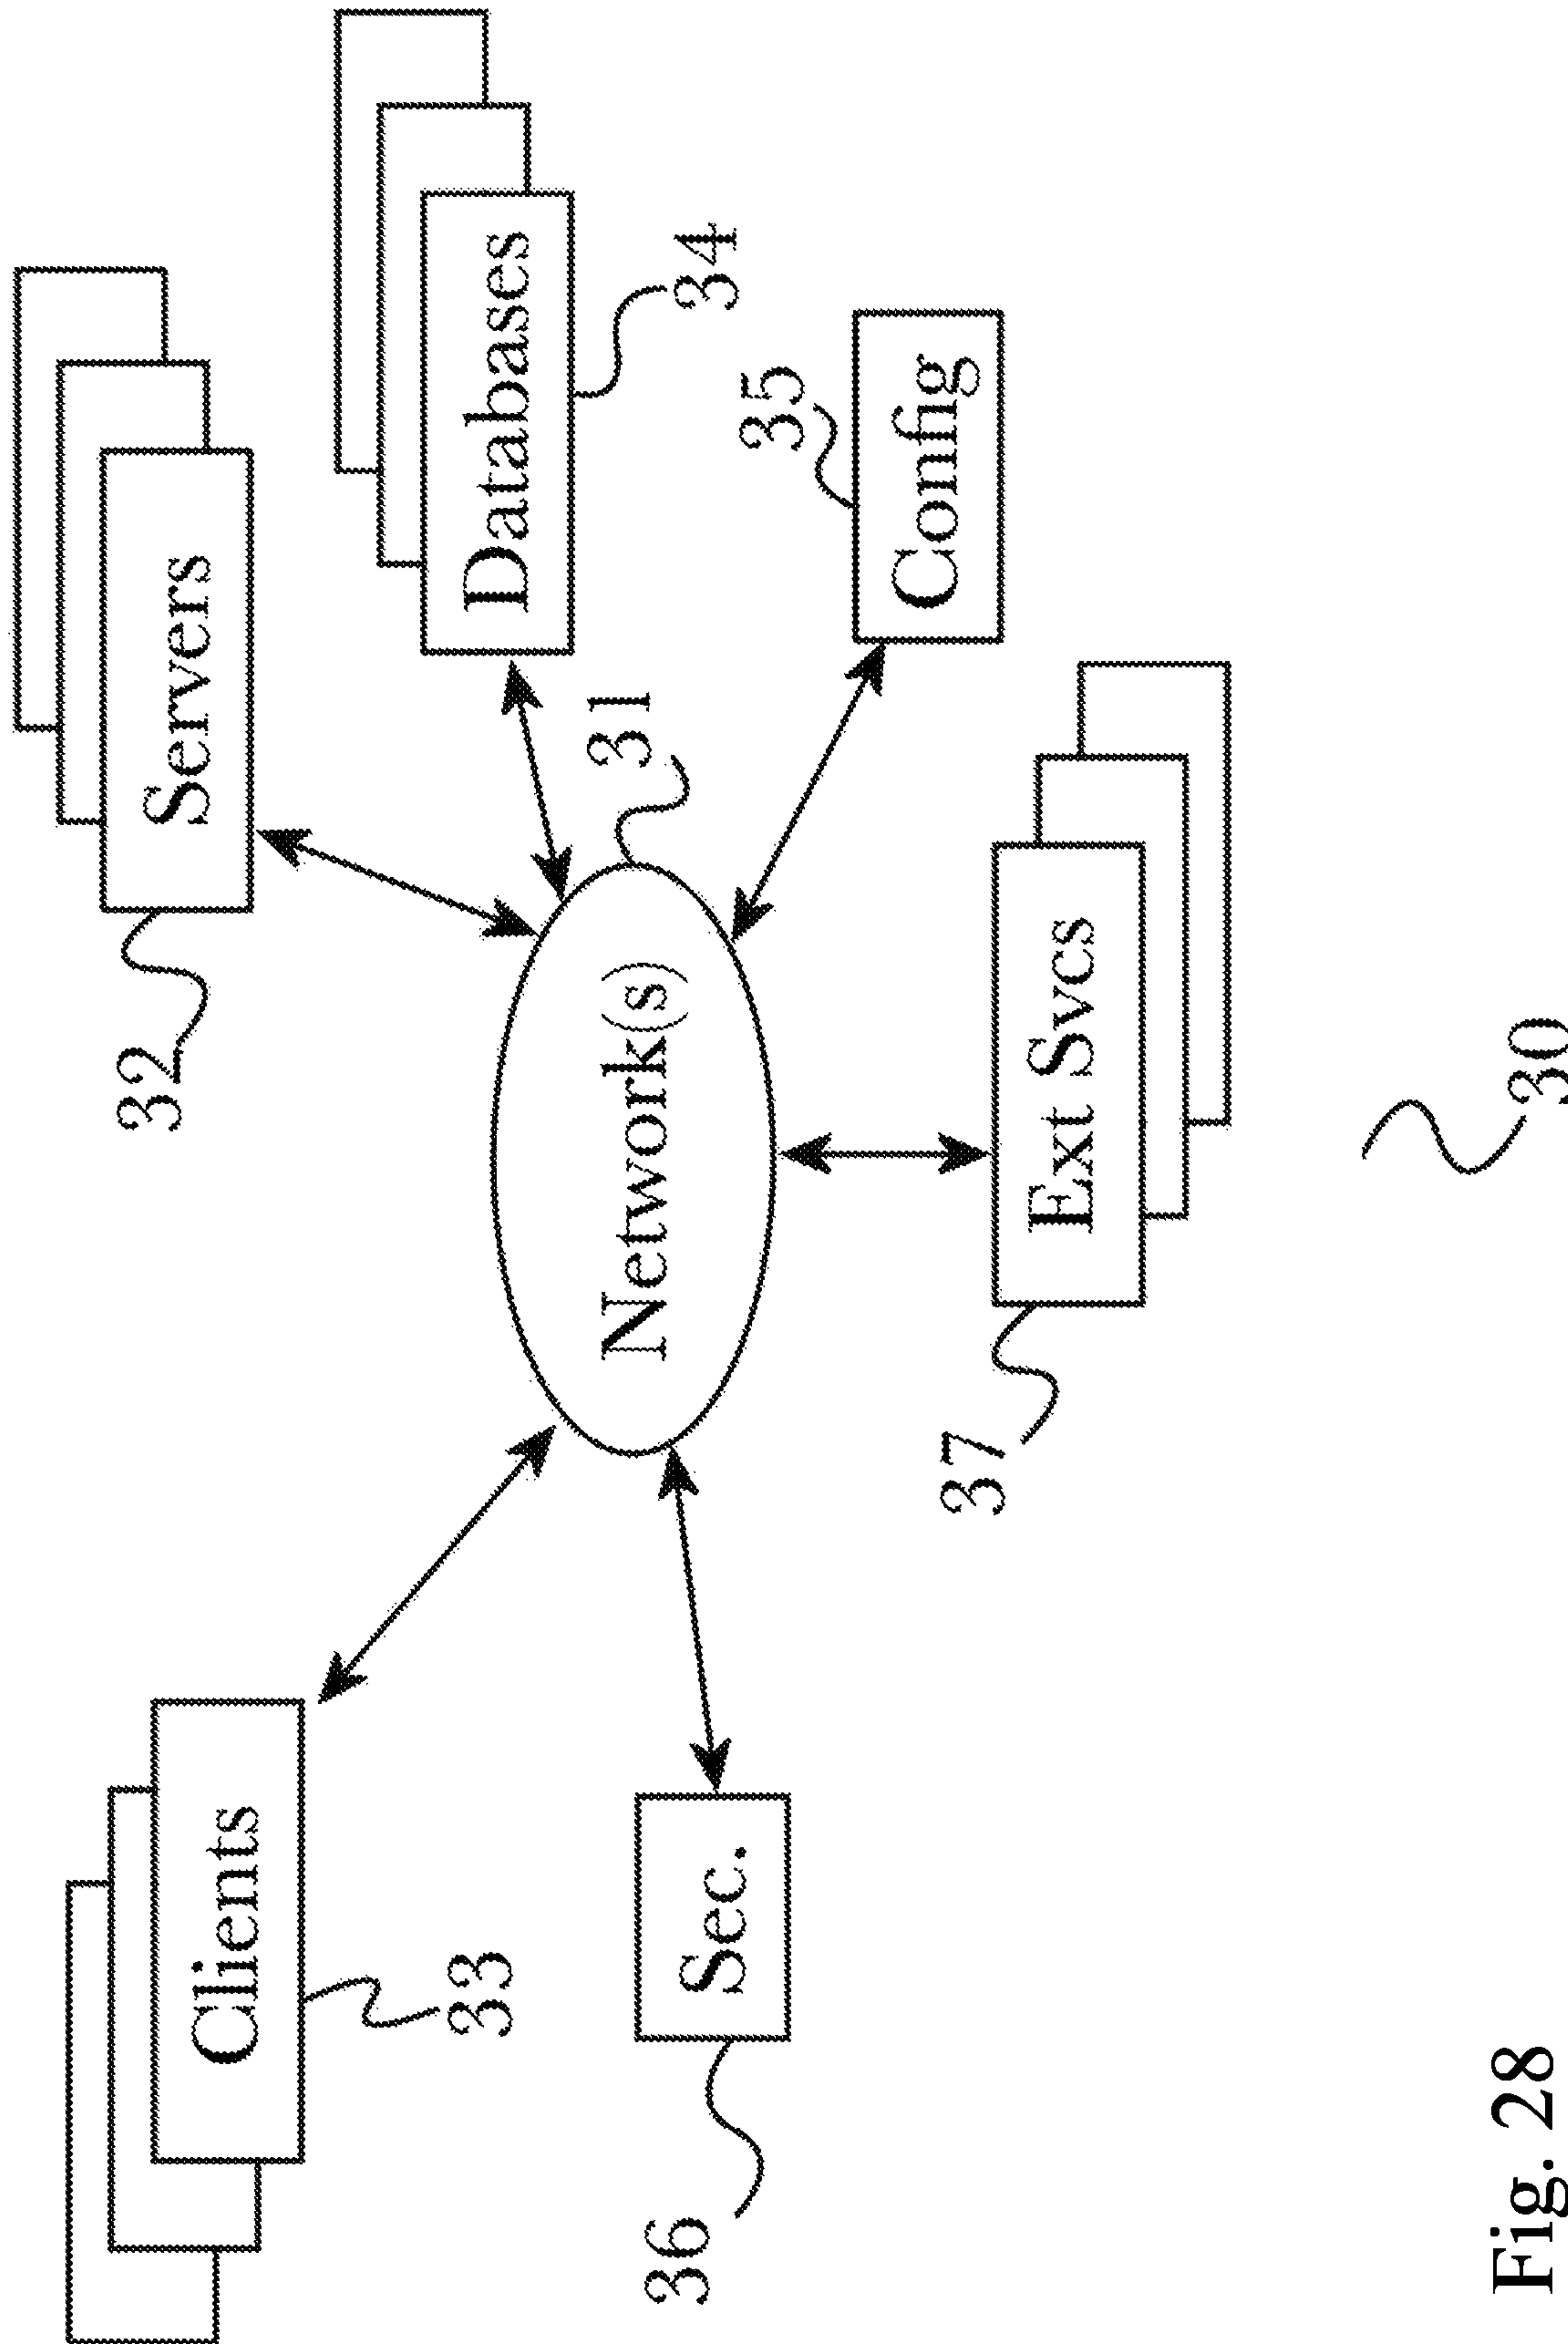 32
Servers
Clients
Databases
33
34
31
Network(s)
36
Sec.
35
Config
37
Ext Svcs
30
Fig. 28